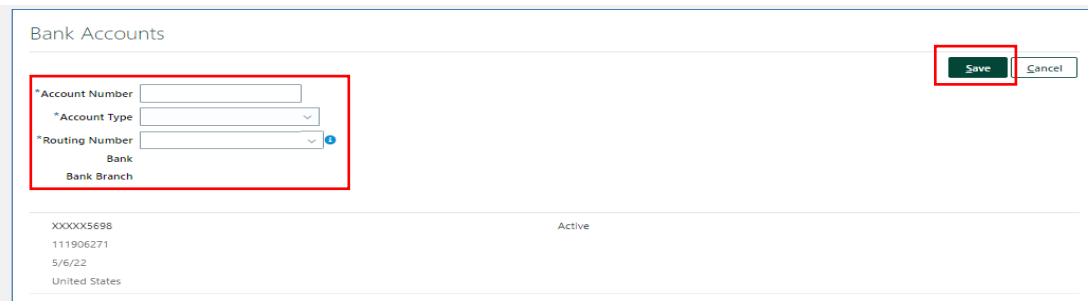 Bank Accounts
Save Cancel
*Account Number
*Account Type
*Routing Number
Bank
Bank Branch
XXXXX5698 Active
111906271
5/6/22
United States